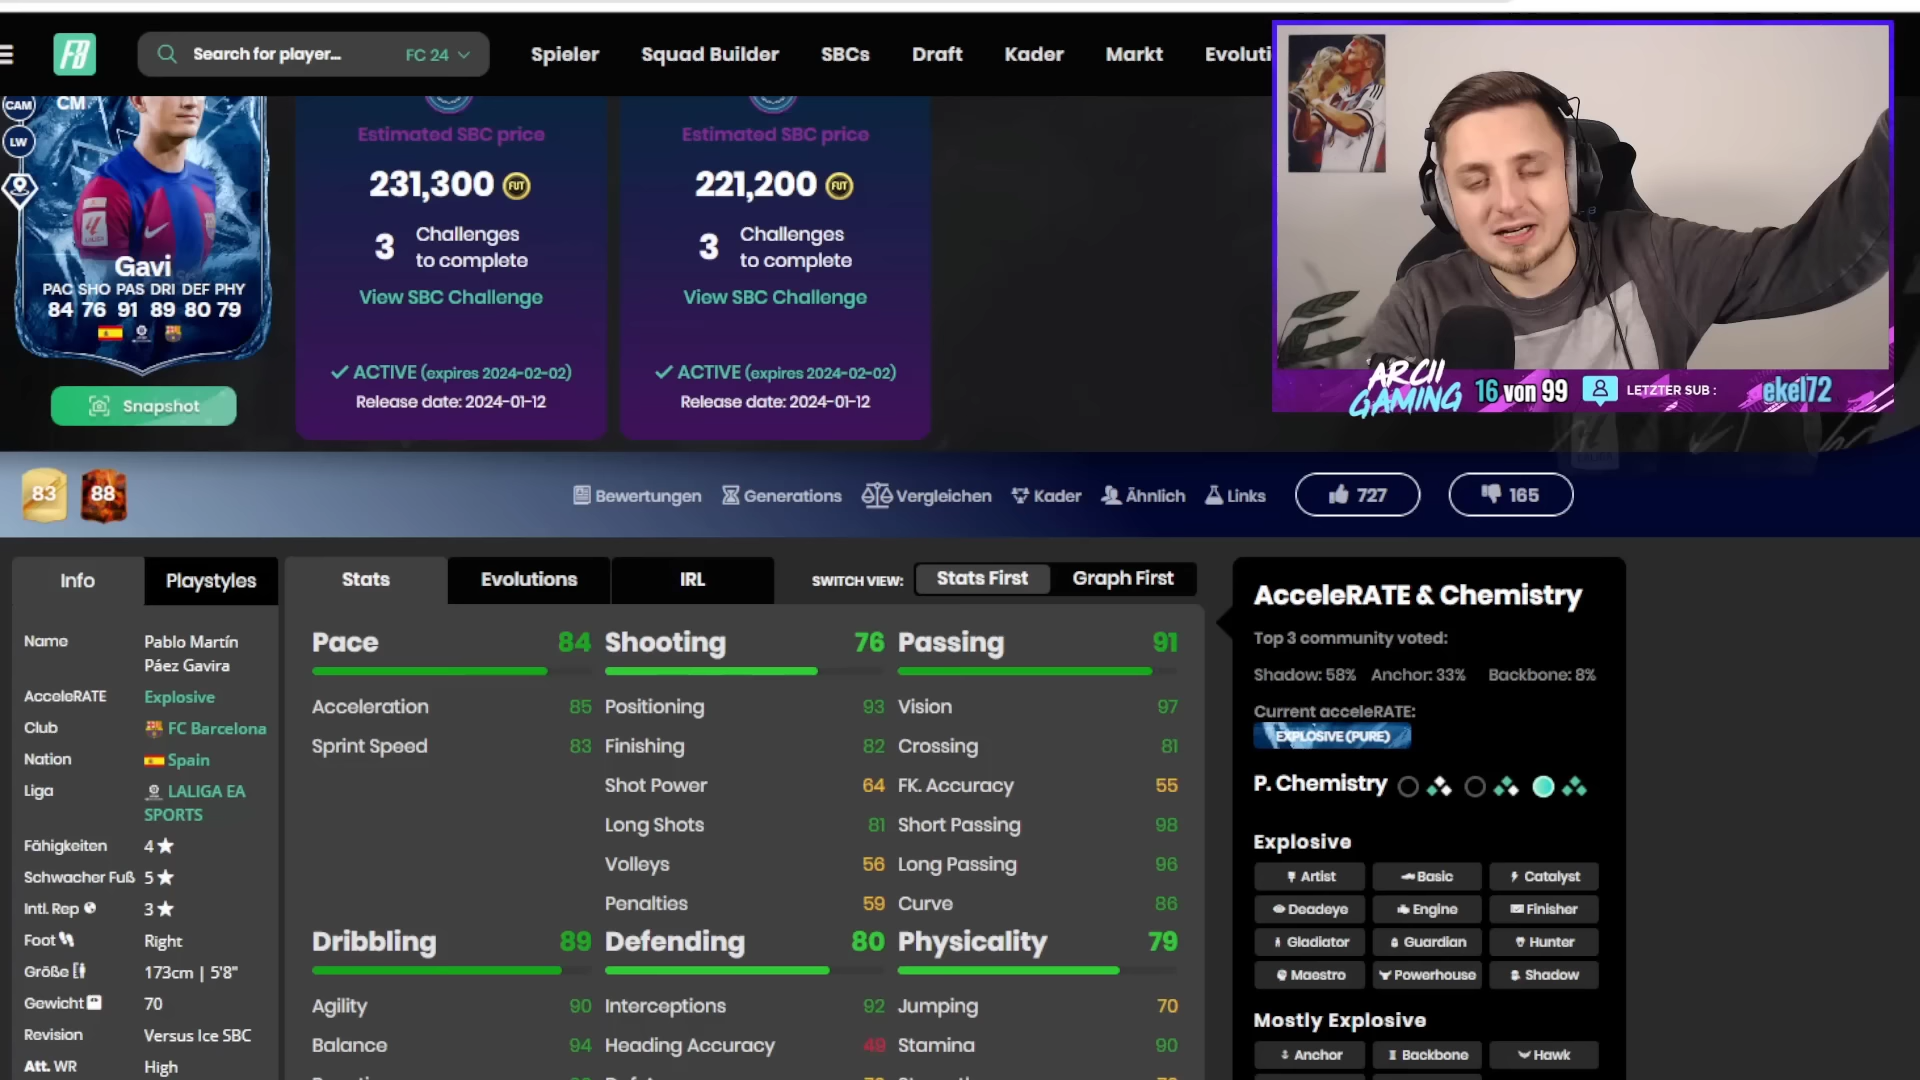 Search for player...
FC 24
Spieler
Squad Builder
SBCs
Draft
Kader
Markt
Evoluti
CAM
CM
LW
Gavi
PAC SHO PAS DRI DEF PHY
84 76 91 89 80 79
Snapshot
Estimated SBC price
231,300
FUT
3 Challenges to complete
View SBC Challenge
ACTIVE (expires 2024-02-02)
Release date: 2024-01-12
Estimated SBC price
221,200
FUT
3 Challenges to complete
View SBC Challenge
ACTIVE (expires 2024-02-02)
Release date: 2024-01-12
ARCII
GAMING
16 von 99
LETZTER SUB :
ekel72
83
88
Bewertungen
Generations
Vergleichen
Kader
Ähnlich
Links
727
165
Info
Playstyles
Name Pablo Martín
Páez Gavira
AcceleRATE Explosive
Club FC Barcelona
Nation Spain
Liga LALIGA EA
SPORTS
Fähigkeiten 4
Schwacher Fuß 5
Intl. Rep 3
Foot Right
Größe 173cm | 5'8"
Gewicht 70
Revision Versus Ice SBC
Att. WR High
Stats
Evolutions
IRL
SWITCH VIEW:
Stats First
Graph First
Pace 84
Acceleration 85
Sprint Speed 83
Shooting 76
Positioning 93
Finishing 82
Shot Power 64
Long Shots 81
Volleys 56
Penalties 59
Passing 91
Vision 97
Crossing 81
FK. Accuracy 55
Short Passing 98
Long Passing 96
Curve 86
Dribbling 89
Agility 90
Balance 94
Defending 80
Interceptions 92
Heading Accuracy 49
Physicality 79
Jumping 70
Stamina 90
AcceleRATE & Chemistry
Top 3 community voted:
Shadow: 58% Anchor: 33% Backbone: 8%
Current acceleRATE:
EXPLOSIVE (PURE)
P. Chemistry
Explosive
Artist Basic Catalyst
Deadeye Engine Finisher
Gladiator Guardian Hunter
Maestro Powerhouse Shadow
Mostly Explosive
Anchor Backbone Hawk